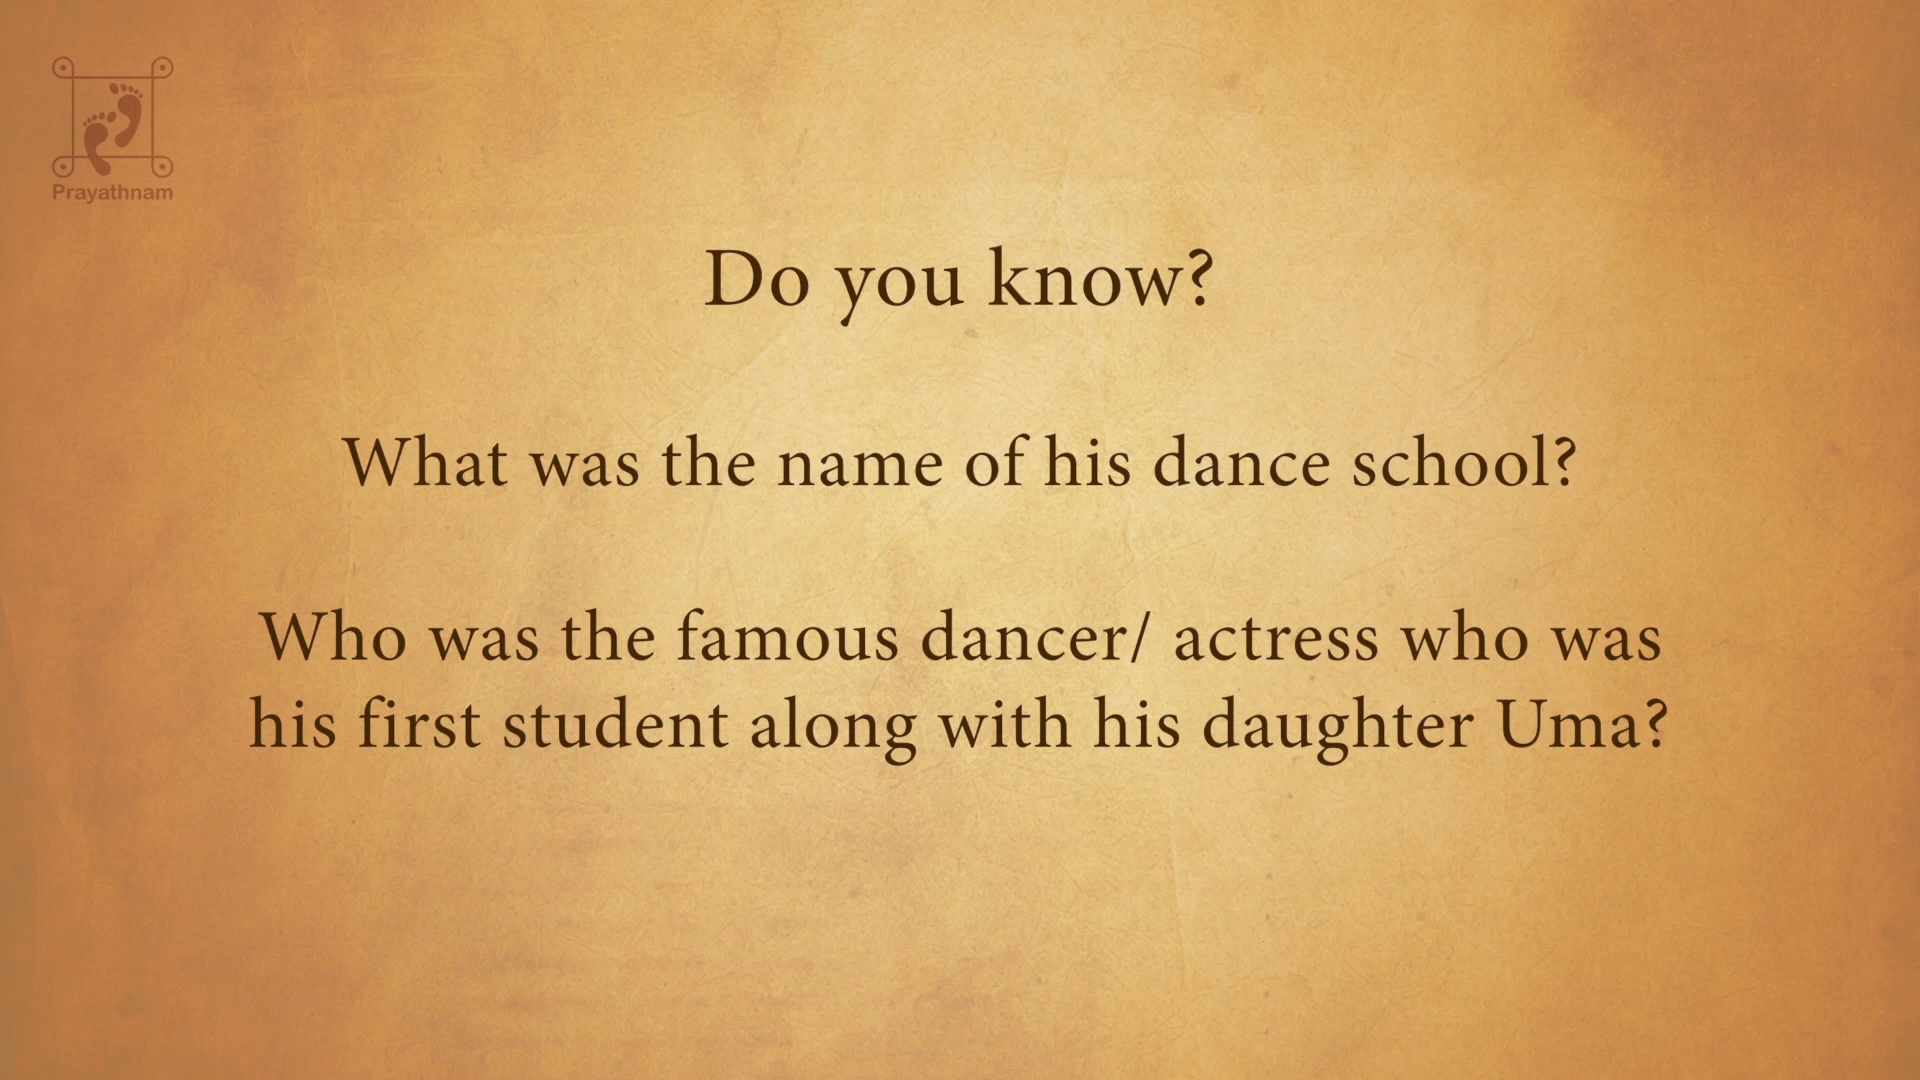 Prayathnam
Do you know?
What was the name of his dance school?
Who was the famous dancer/ actress who was
his first student along with his daughter Uma?